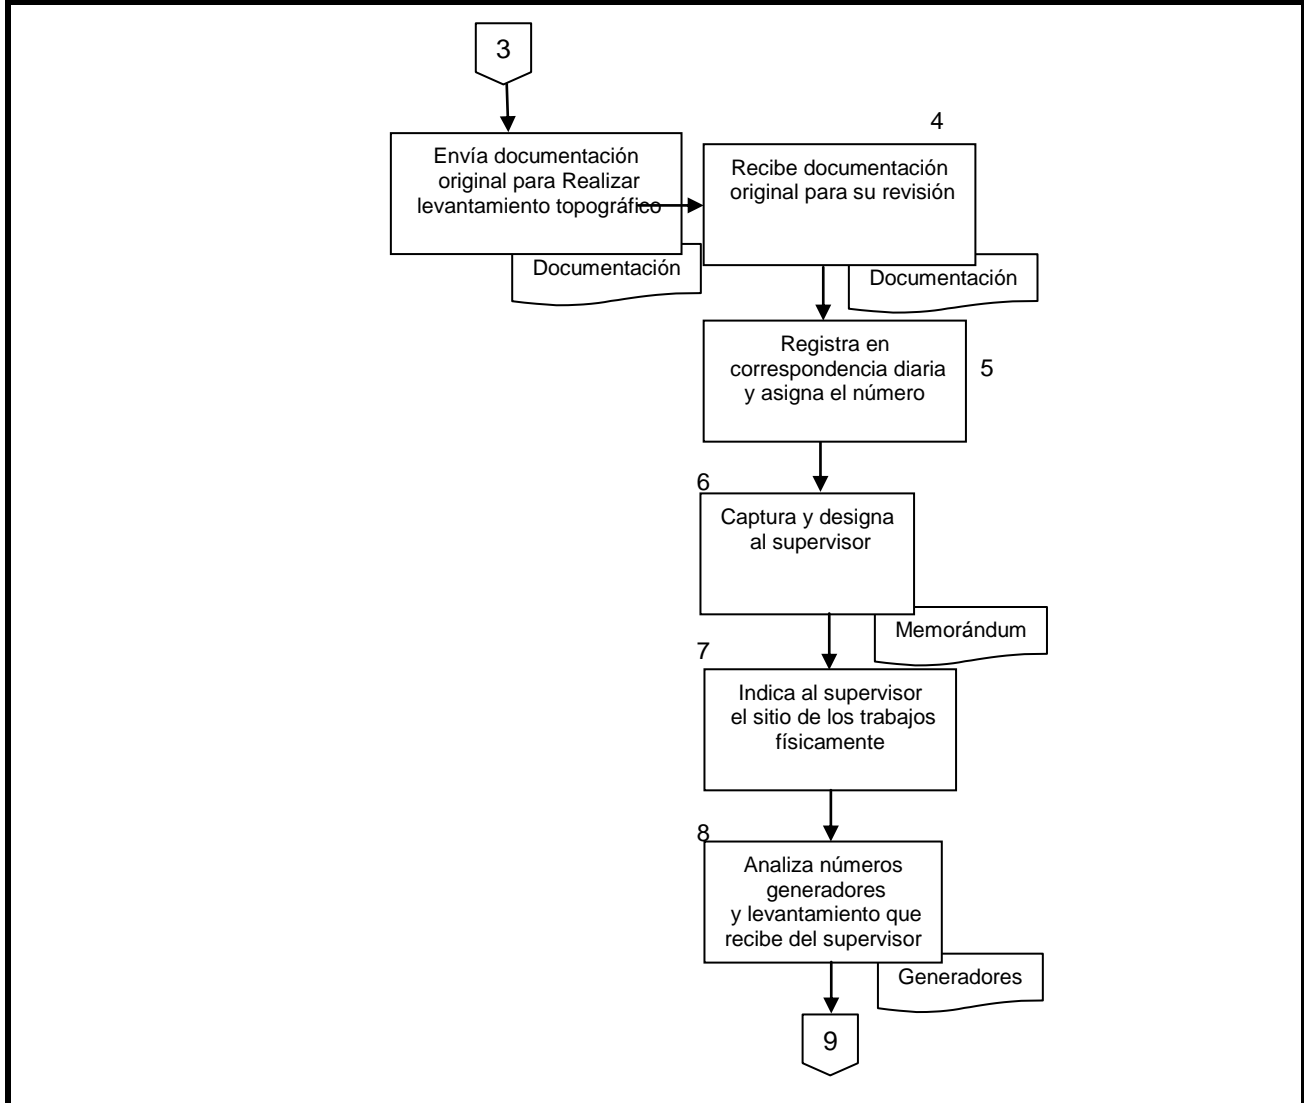 3
Envía documentación
original para Realizar
levantamiento topográfico
Documentación
4
Recibe documentación
original para su revisión
Documentación
Registra en
correspondencia diaria
y asigna el número
5
6
Captura y designa
al supervisor
Memorándum
7
Indica al supervisor
el sitio de los trabajos
físicamente
8
Analiza números
generadores
y levantamiento que
recibe del supervisor
Generadores
9